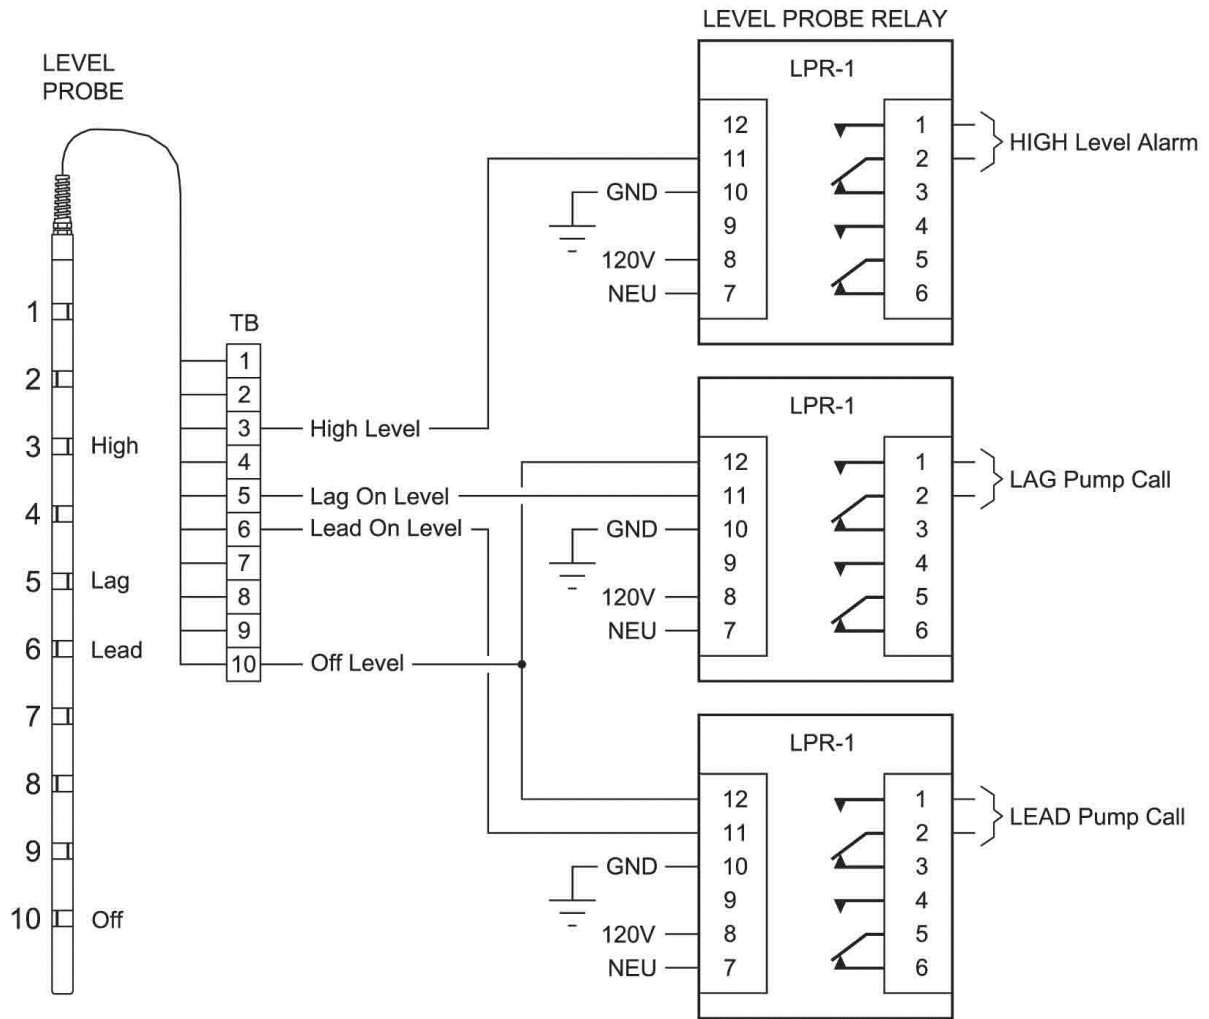 LEVEL PROBE RELAY
LEVEL
PROBE
1
2
3 High
4
5 Lag
6 Lead
7
8
9
10 Off
TB
1
2
3 High Level
4
5 Lag On Level
6 Lead On Level
7
8
9
10 Off Level
LPR-1
12 1
11 2
HIGH Level Alarm
GND 10 3
9 4
120V 8 5
NEU 7 6
LPR-1
12 1
11 2
LAG Pump Call
GND 10 3
9 4
120V 8 5
NEU 7 6
LPR-1
12 1
11 2
LEAD Pump Call
GND 10 3
9 4
120V 8 5
NEU 7 6